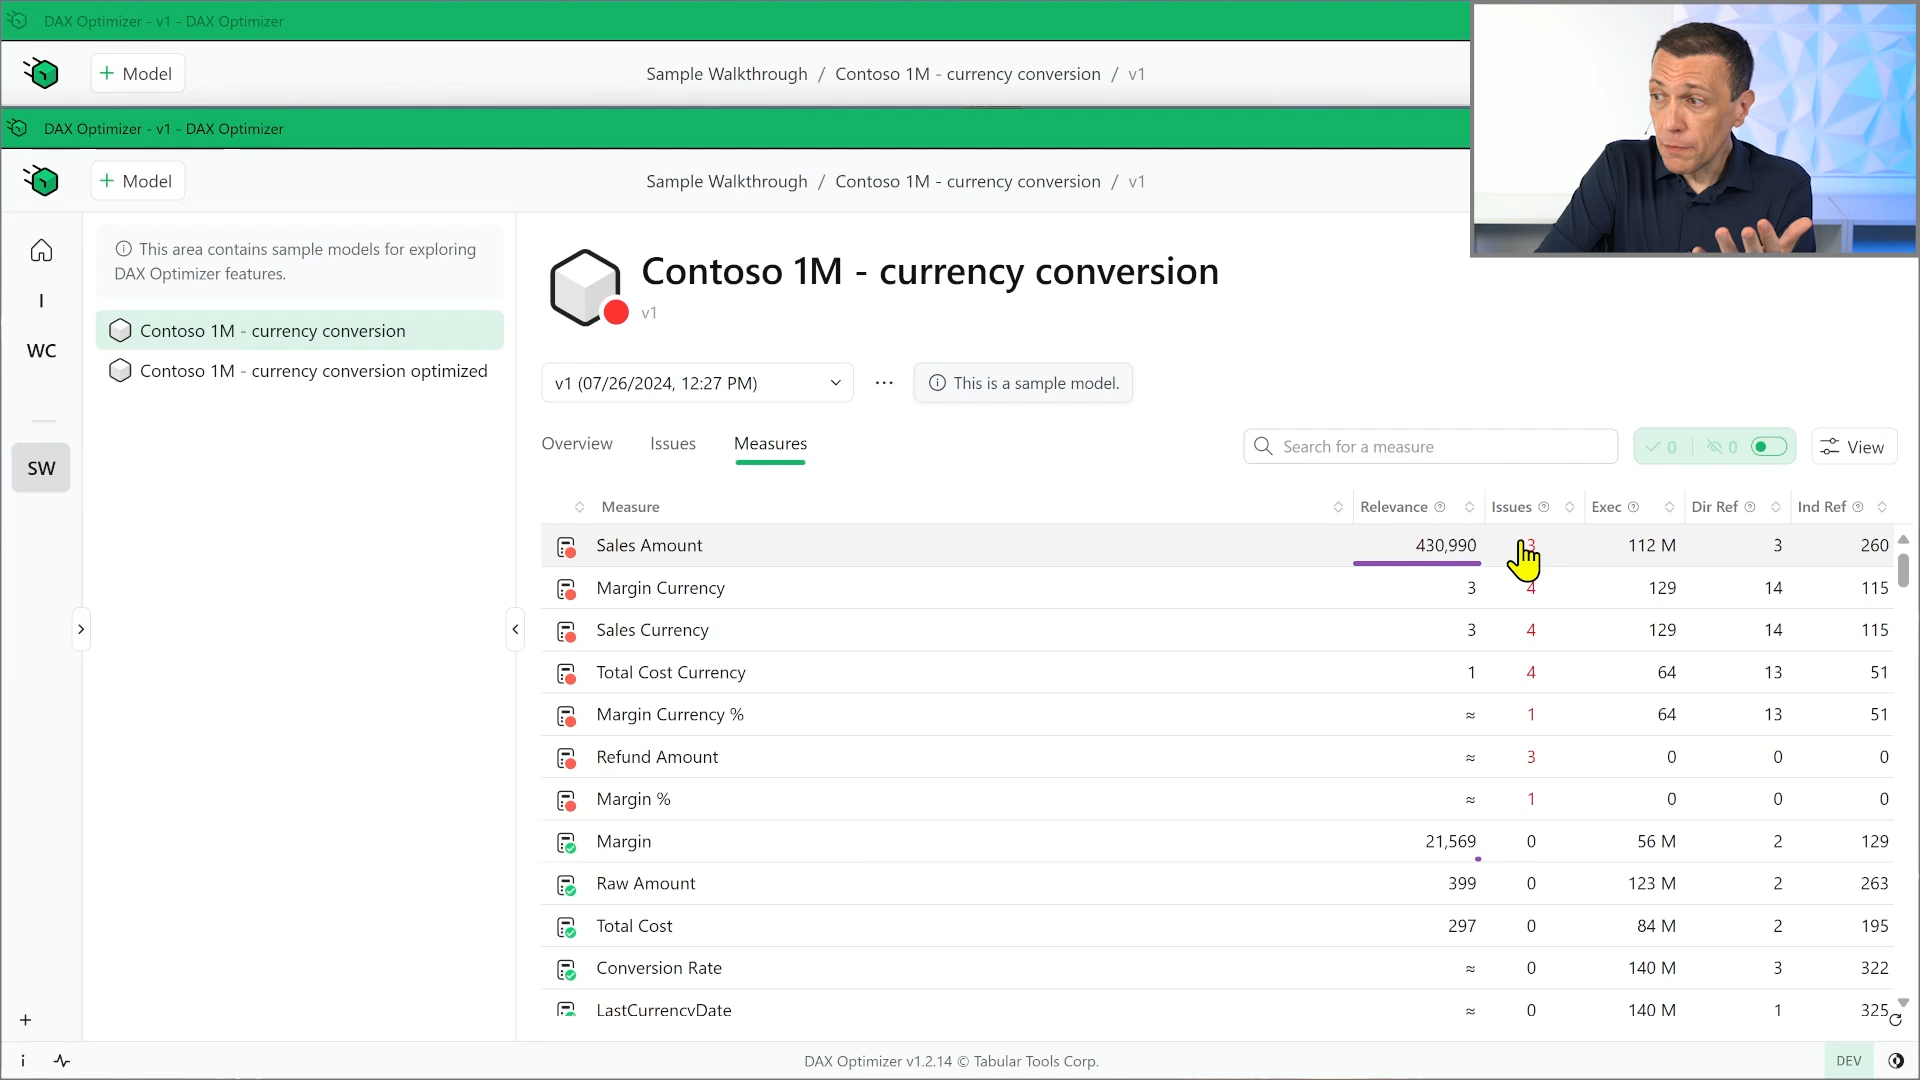 DAX Optimizer - v1 - DAX Optimizer
+ Model
Sample Walkthrough / Contoso 1M - currency conversion / v1
DAX Optimizer - v1 - DAX Optimizer
+ Model
Sample Walkthrough / Contoso 1M - currency conversion / v1
I
WC
SW
This area contains sample models for exploring
DAX Optimizer features.
Contoso 1M - currency conversion
Contoso 1M - currency conversion optimized
Contoso 1M - currency conversion
v1
v1 (07/26/2024, 12:27 PM)
This is a sample model.
Overview Issues Measures
Search for a measure
0 0
View
Measure Relevance Issues Exec Dir Ref Ind Ref
Sales Amount 430,990 3 112 M 3 260
Margin Currency 3 4 129 14 115
Sales Currency 3 4 129 14 115
Total Cost Currency 1 4 64 13 51
Margin Currency % ≈ 1 64 13 51
Refund Amount ≈ 3 0 0 0
Margin % ≈ 1 0 0 0
Margin 21,569 0 56 M 2 129
Raw Amount 399 0 123 M 2 263
Total Cost 297 0 84 M 2 195
Conversion Rate ≈ 0 140 M 3 322
LastCurrencyDate ≈ 0 140 M 1 325
DAX Optimizer v1.2.14 © Tabular Tools Corp.
DEV